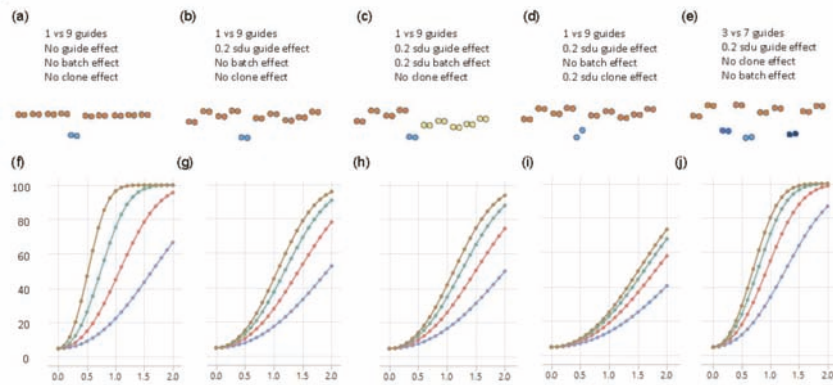 (a) (b) (c) (d) (e)
1 vs 9 guides
No guide effect
No batch effect
No clone effect
1 vs 9 guides
0.2 sdu guide effect
No batch effect
No clone effect
1 vs 9 guides
0.2 sdu guide effect
0.2 sdu batch effect
No clone effect
1 vs 9 guides
0.2 sdu guide effect
No batch effect
0.2 sdu clone effect
3 vs 7 guides
0.2 sdu guide effect
No clone effect
No batch effect
(f) (g) (h) (i) (j)
100
80
60
40
20
0
0.0 0.5 1.0 1.5 2.0
0.0 0.5 1.0 1.5 2.0
0.0 0.5 1.0 1.5 2.0
0.0 0.5 1.0 1.5 2.0
0.0 0.5 1.0 1.5 2.0